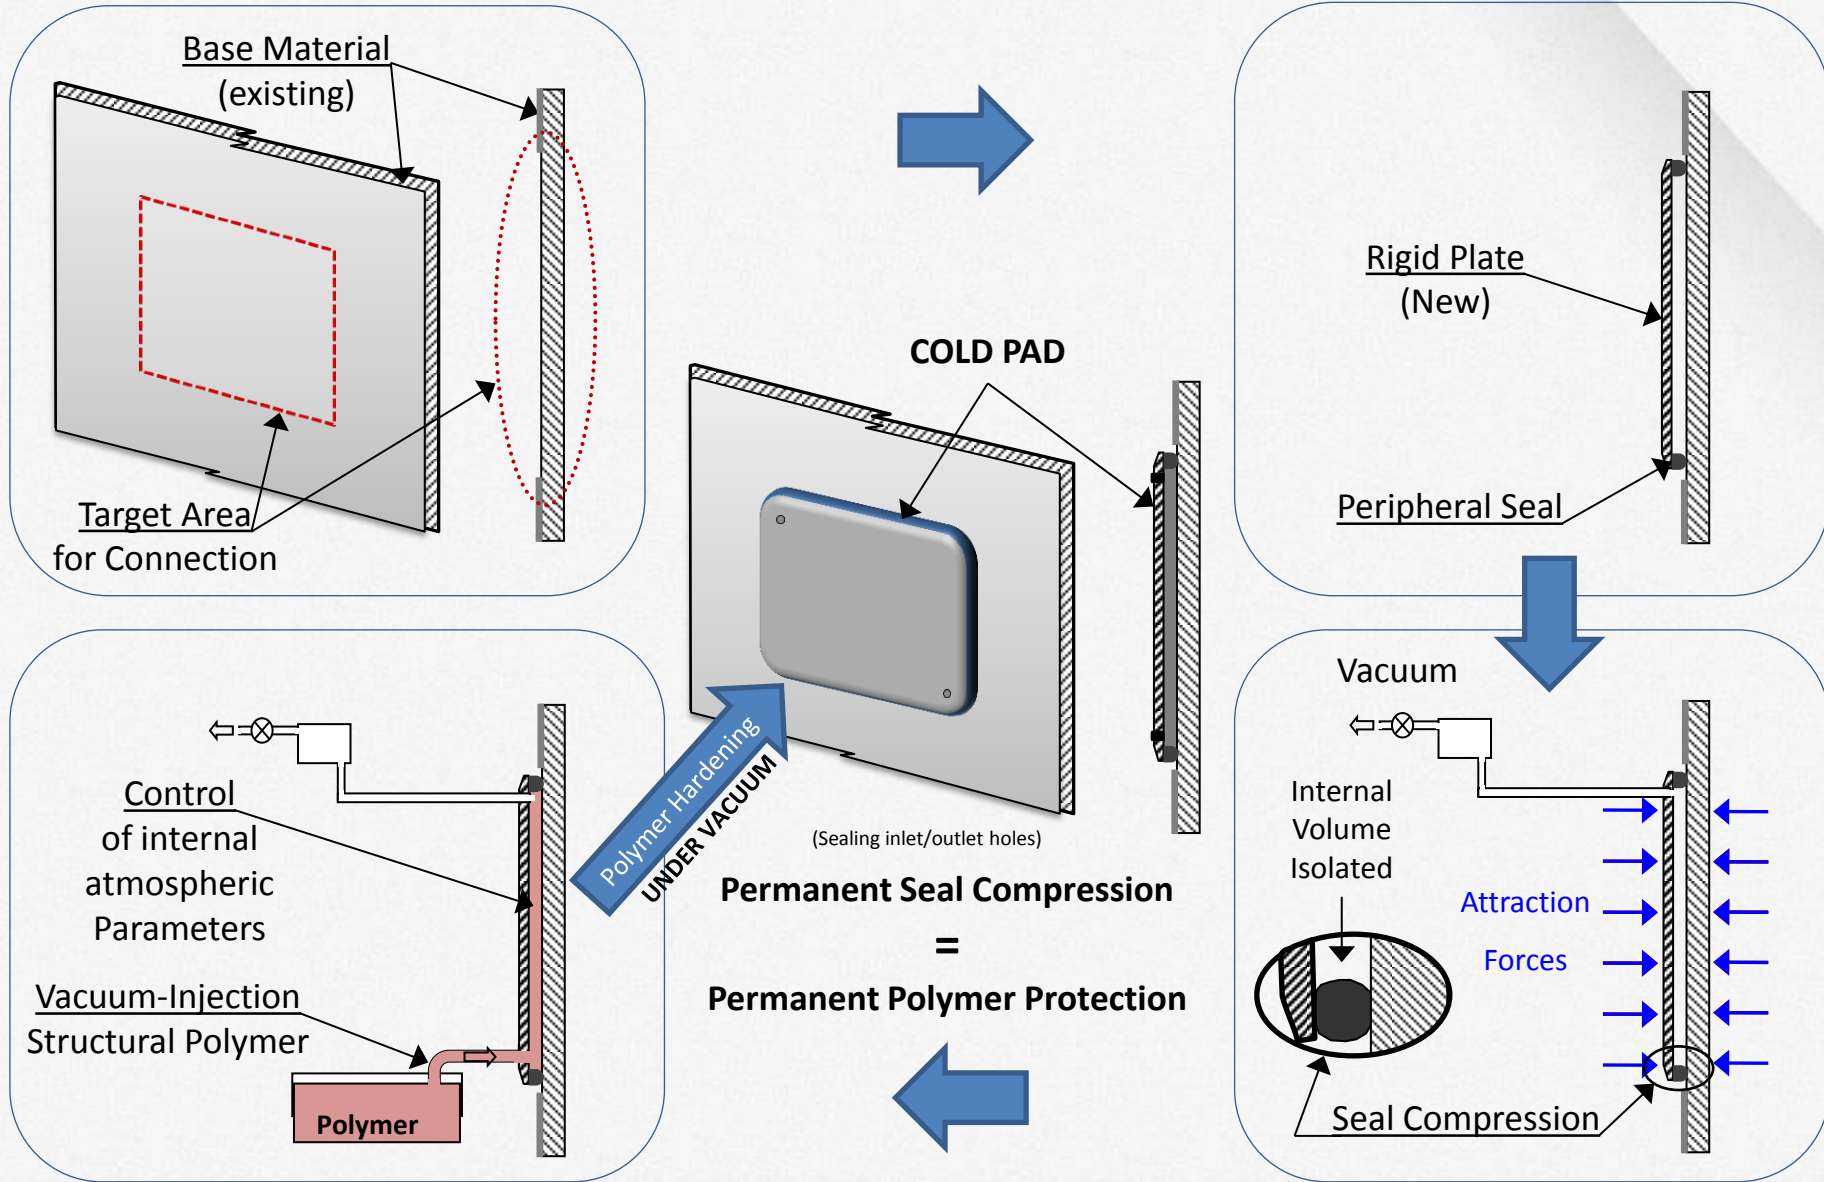 Base Material
(existing)
Target Area
for Connection
Rigid Plate
(New)
Peripheral Seal
Vacuum
Internal
Volume
Isolated
Attraction
Forces
Seal Compression
Control
of internal
atmospheric
Parameters
Vacuum-Injection
Structural Polymer
Polymer
Polymer Hardening
UNDER VACUUM
COLD PAD
(Sealing inlet/outlet holes)
Permanent Seal Compression
=
Permanent Polymer Protection